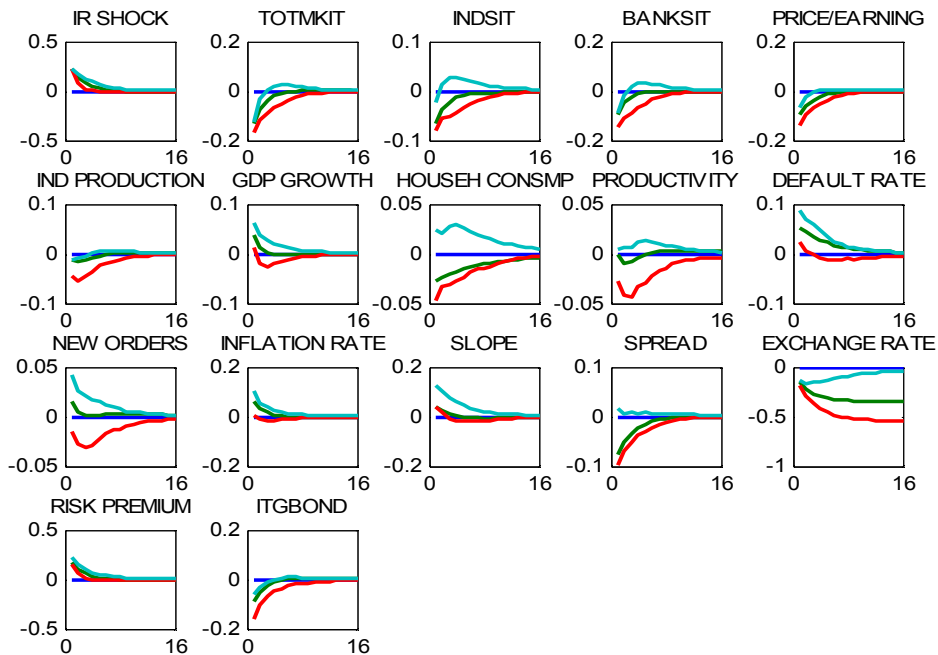 IR SHOCK TOTMKIT INDSIT BANKSIT PRICE/EARNING
0.5 0.2 0.1 0.2 0.2
0 0 0 0 0
-0.5 -0.2 -0.1 -0.2 -0.2
0 16 0 16 0 16 0 16 0 16
IND PRODUCTION GDP GROWTH HOUSEH CONSMP PRODUCTIVITY DEFAULT RATE
0.1 0.1 0.05 0.05 0.1
0 0 0 0 0
-0.1 -0.1 -0.05 -0.05 -0.1
0 16 0 16 0 16 0 16 0 16
NEW ORDERS INFLATION RATE SLOPE SPREAD EXCHANGE RATE
0.05 0.2 0.2 0.1 0
0 0 0 0 -0.5
-0.05 -0.2 -0.2 -0.1 -1
0 16 0 16 0 16 0 16 0 16
RISK PREMIUM ITGBOND
0.5 0.2
0 0
-0.5 -0.2
0 16 0 16